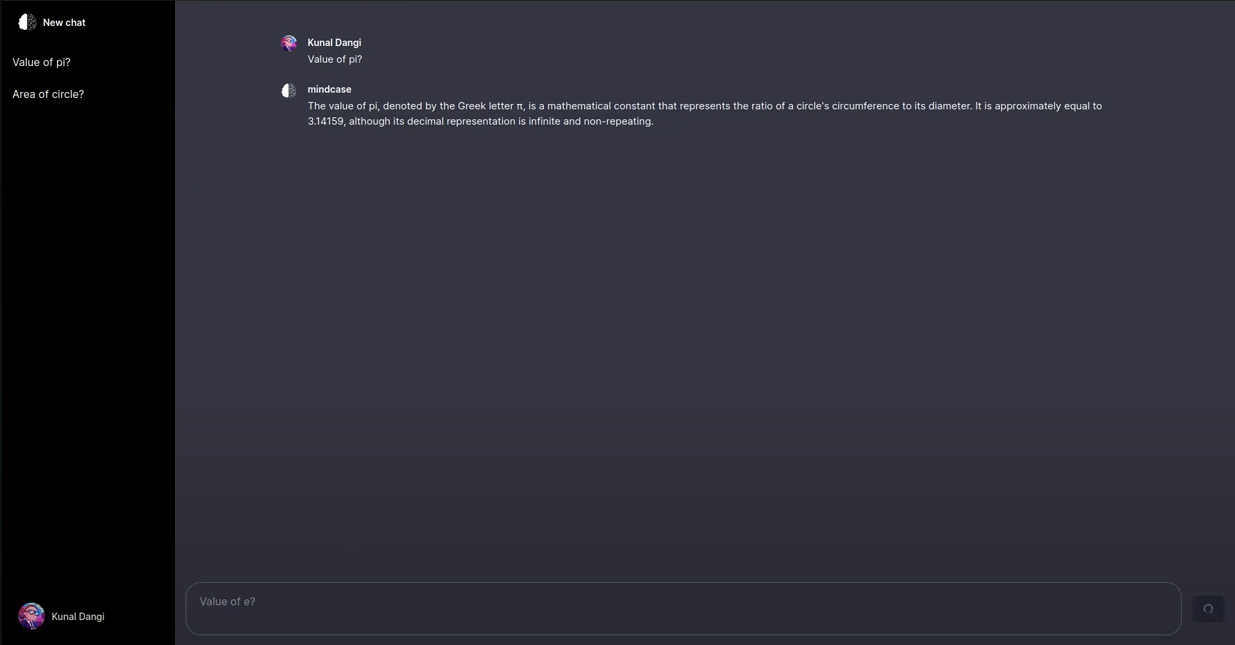 New chat
Value of pi?
Area of circle?
Kunal Dangi
Kunal Dangi
Value of pi?
mindcase
The value of pi, denoted by the Greek letter π, is a mathematical constant that represents the ratio of a circle's circumference to its diameter. It is approximately equal to
3.14159, although its decimal representation is infinite and non-repeating.
Value of e?